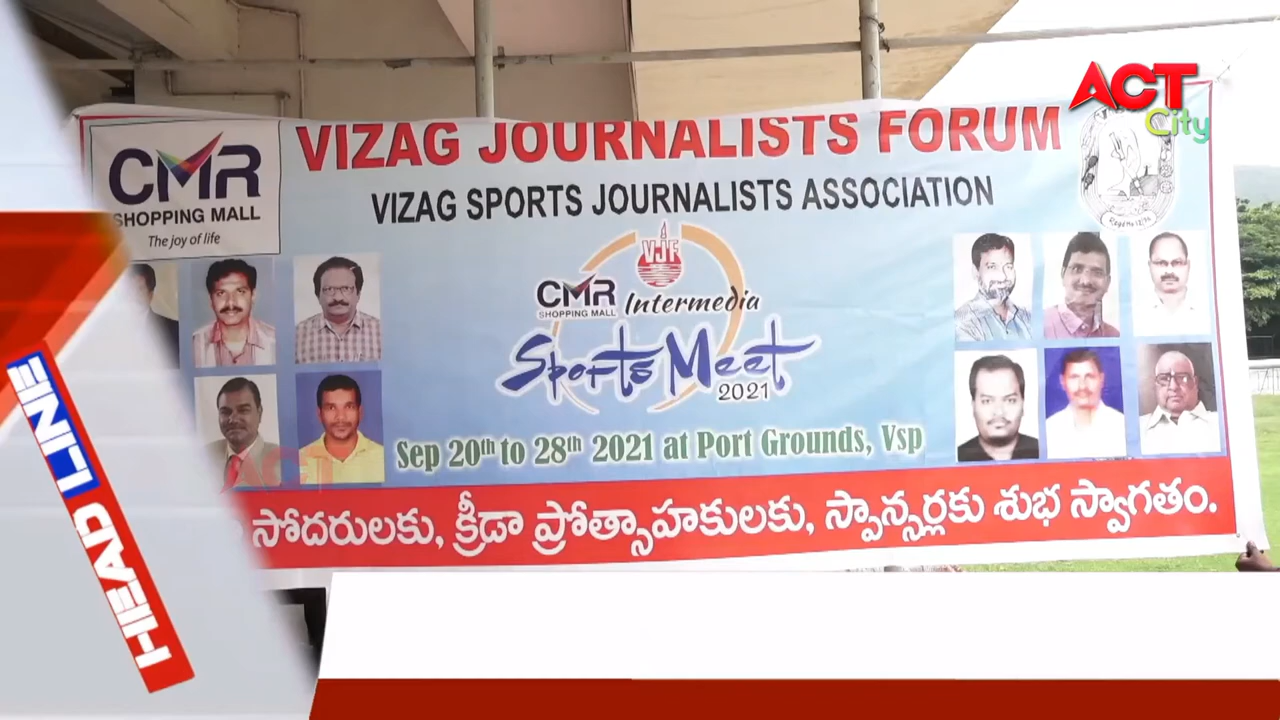 ACT
City
CMR
SHOPPING MALL
The joy of life
VIZAG JOURNALISTS FORUM
VIZAG SPORTS JOURNALISTS ASSOCIATION
VJF
CMR
SHOPPING MALL
Intermedia
Sports Meet
2021
Sep 20th to 28th 2021 at Port Grounds, Vsp
ACT
సోదరులకు, క్రీడా ప్రోత్సాహకులకు, స్పాన్సర్లకు శుభ స్వాగతం.
HEAD LINE